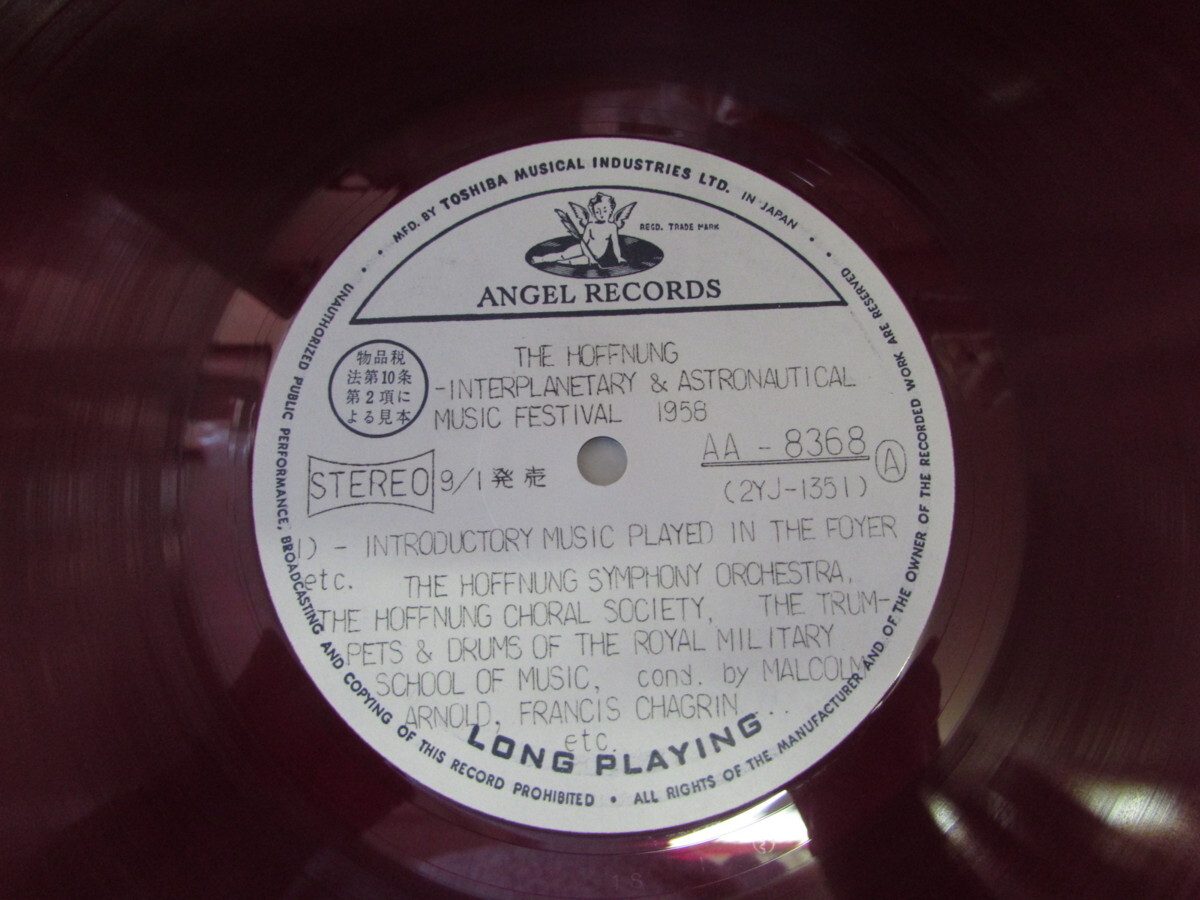 MFD. BY TOSHIBA MUSICAL INDUSTRIES LTD. IN JAPAN
REGD. TRADE MARK
ANGEL RECORDS
物品税
法第10条
第2項に
よる見本
THE HOFFNUNG
-INTERPLANETARY & ASTRONAUTICAL
MUSIC FESTIVAL 1958
AA - 8368 Ⓐ
STEREO 9/1発売
(2YJ-1351)
1) - INTRODUCTORY MUSIC PLAYED IN THE FOYER
etc. THE HOFFNUNG SYMPHONY ORCHESTRA,
THE HOFFNUNG CHORAL SOCIETY, THE TRUM-
PETS & DRUMS OF THE ROYAL MILITARY
SCHOOL OF MUSIC, cond. by MALCOLM
ARNOLD, FRANCIS CHAGRIN...
etc.
LONG PLAYING
UNAUTHORIZED PUBLIC PERFORMANCE, BROADCASTING AND COPYING OF THIS RECORD PROHIBITED • ALL RIGHTS OF THE MANUFACTURER AND OF THE OWNER OF THE RECORDED WORK ARE RESERVED